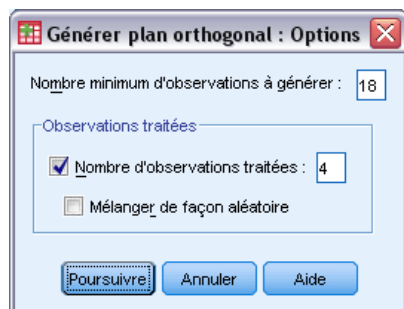 Générer plan orthogonal : Options
Nombre minimum d'observations à générer : 18
Observations traitées
Nombre d'observations traitées : 4
Mélanger de façon aléatoire
Poursuivre Annuler Aide